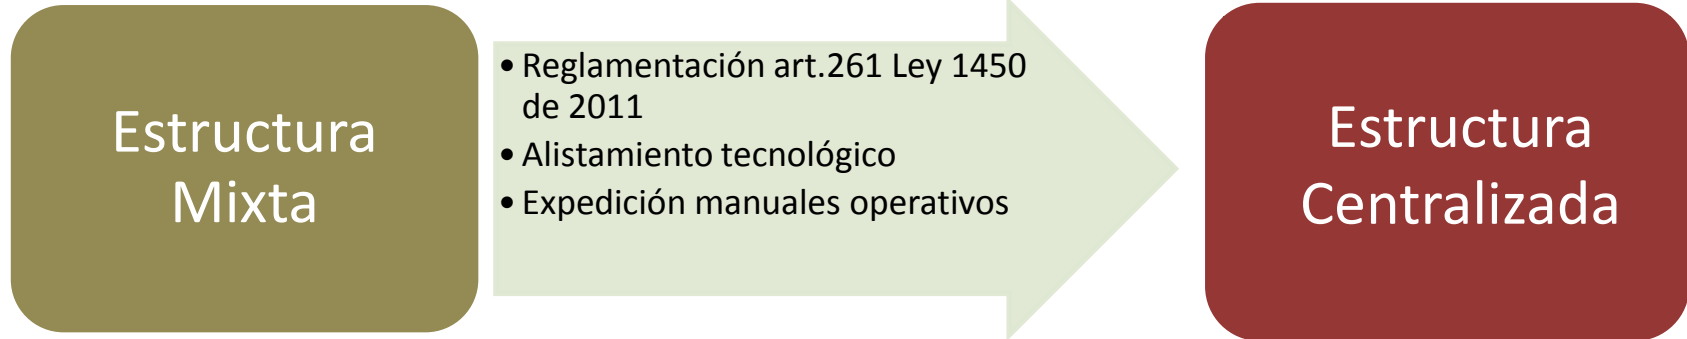 Estructura
Mixta
• Reglamentación art.261 Ley 1450
de 2011
• Alistamiento tecnológico
• Expedición manuales operativos
Estructura
Centralizada